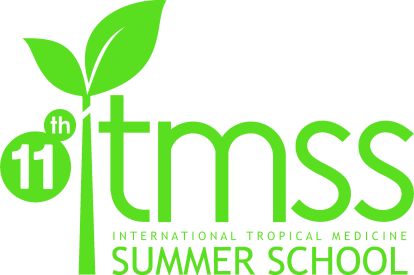 11th
itmss
INTERNATIONAL TROPICAL MEDICINE
SUMMER SCHOOL